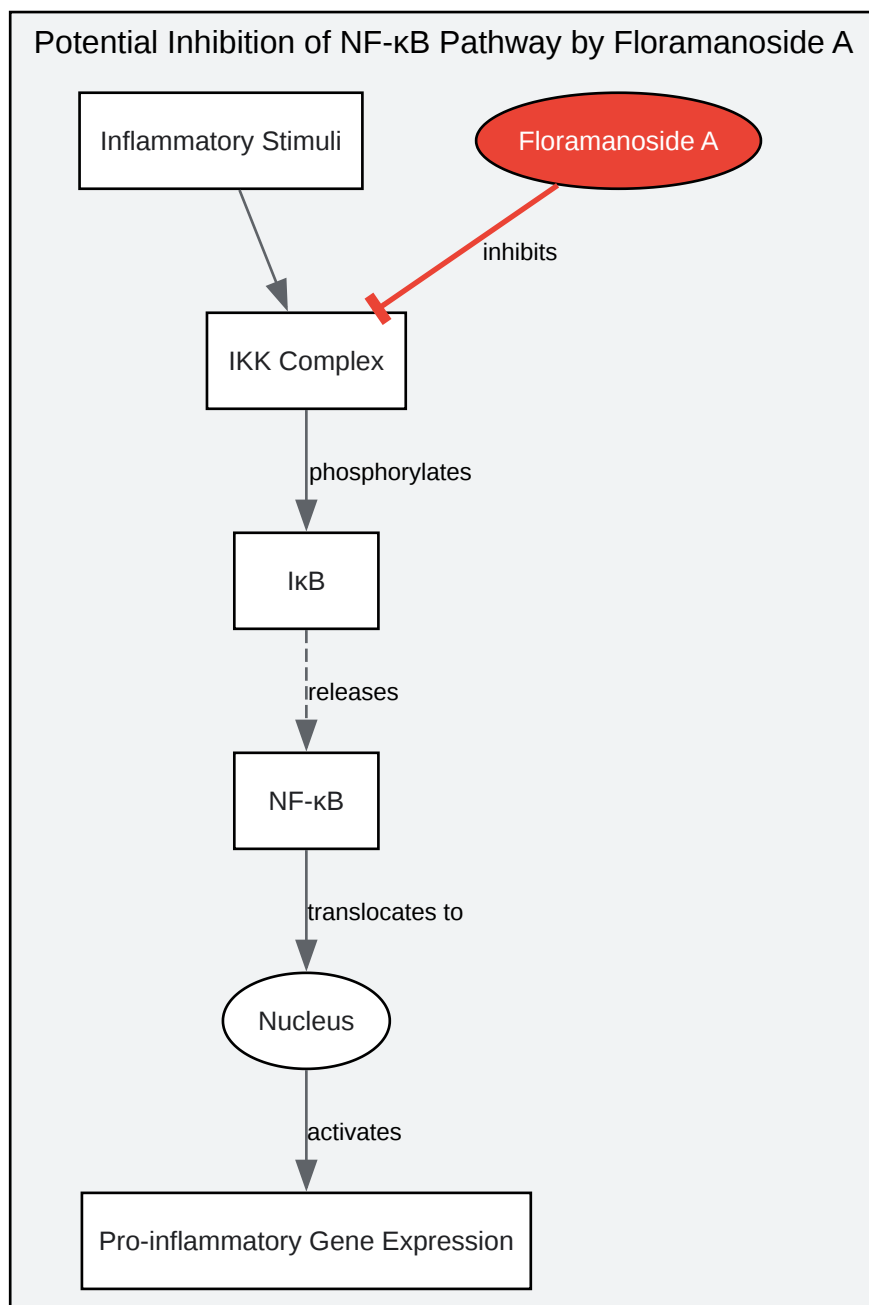 Potential Inhibition of NF-κB Pathway by Floramanoside A
Inflammatory Stimuli
Floramanoside A
inhibits
IKK Complex
phosphorylates
IκB
releases
NF-κB
translocates to
Nucleus
activates
Pro-inflammatory Gene Expression